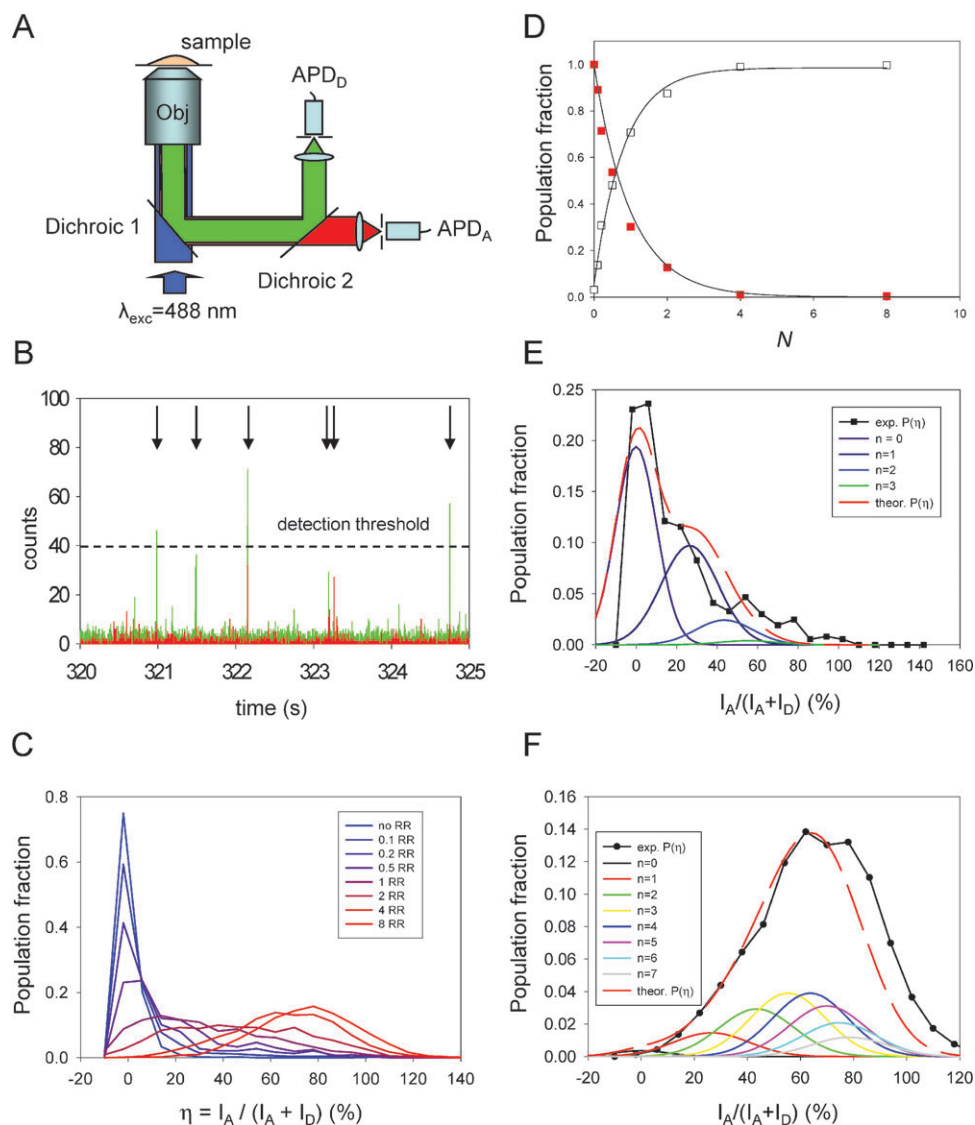 A
sample
Obj
APD_D
Dichroic 1
Dichroic 2
APD_A
λ_exc=488 nm
B
100
80
60
40
20
0
counts
detection threshold
320 321 322 323 324 325
time (s)
C
0.8
0.6
0.4
0.2
0.0
Population fraction
no RR
0.1 RR
0.2 RR
0.5 RR
1 RR
2 RR
4 RR
8 RR
0 20 40 60 80 100 120 140
η = I_A / (I_A + I_D) (%)
D
1.0
0.8
0.6
0.4
0.2
0.0
Population fraction
0 2 4 6 8 10
N
E
0.25
0.20
0.15
0.10
0.05
0.00
Population fraction
exp. P(η)
n = 0
n=1
n=2
n=3
theor. P(η)
-20 0 20 40 60 80 100 120 140 160
I_A/(I_A+I_D) (%)
F
0.16
0.14
0.12
0.10
0.08
0.06
0.04
0.02
0.00
Population fraction
exp. P(η)
n=0
n=1
n=2
n=3
n=4
n=5
n=6
n=7
theor. P(η)
-20 0 20 40 60 80 100 120
I_A/(I_A+I_D) (%)